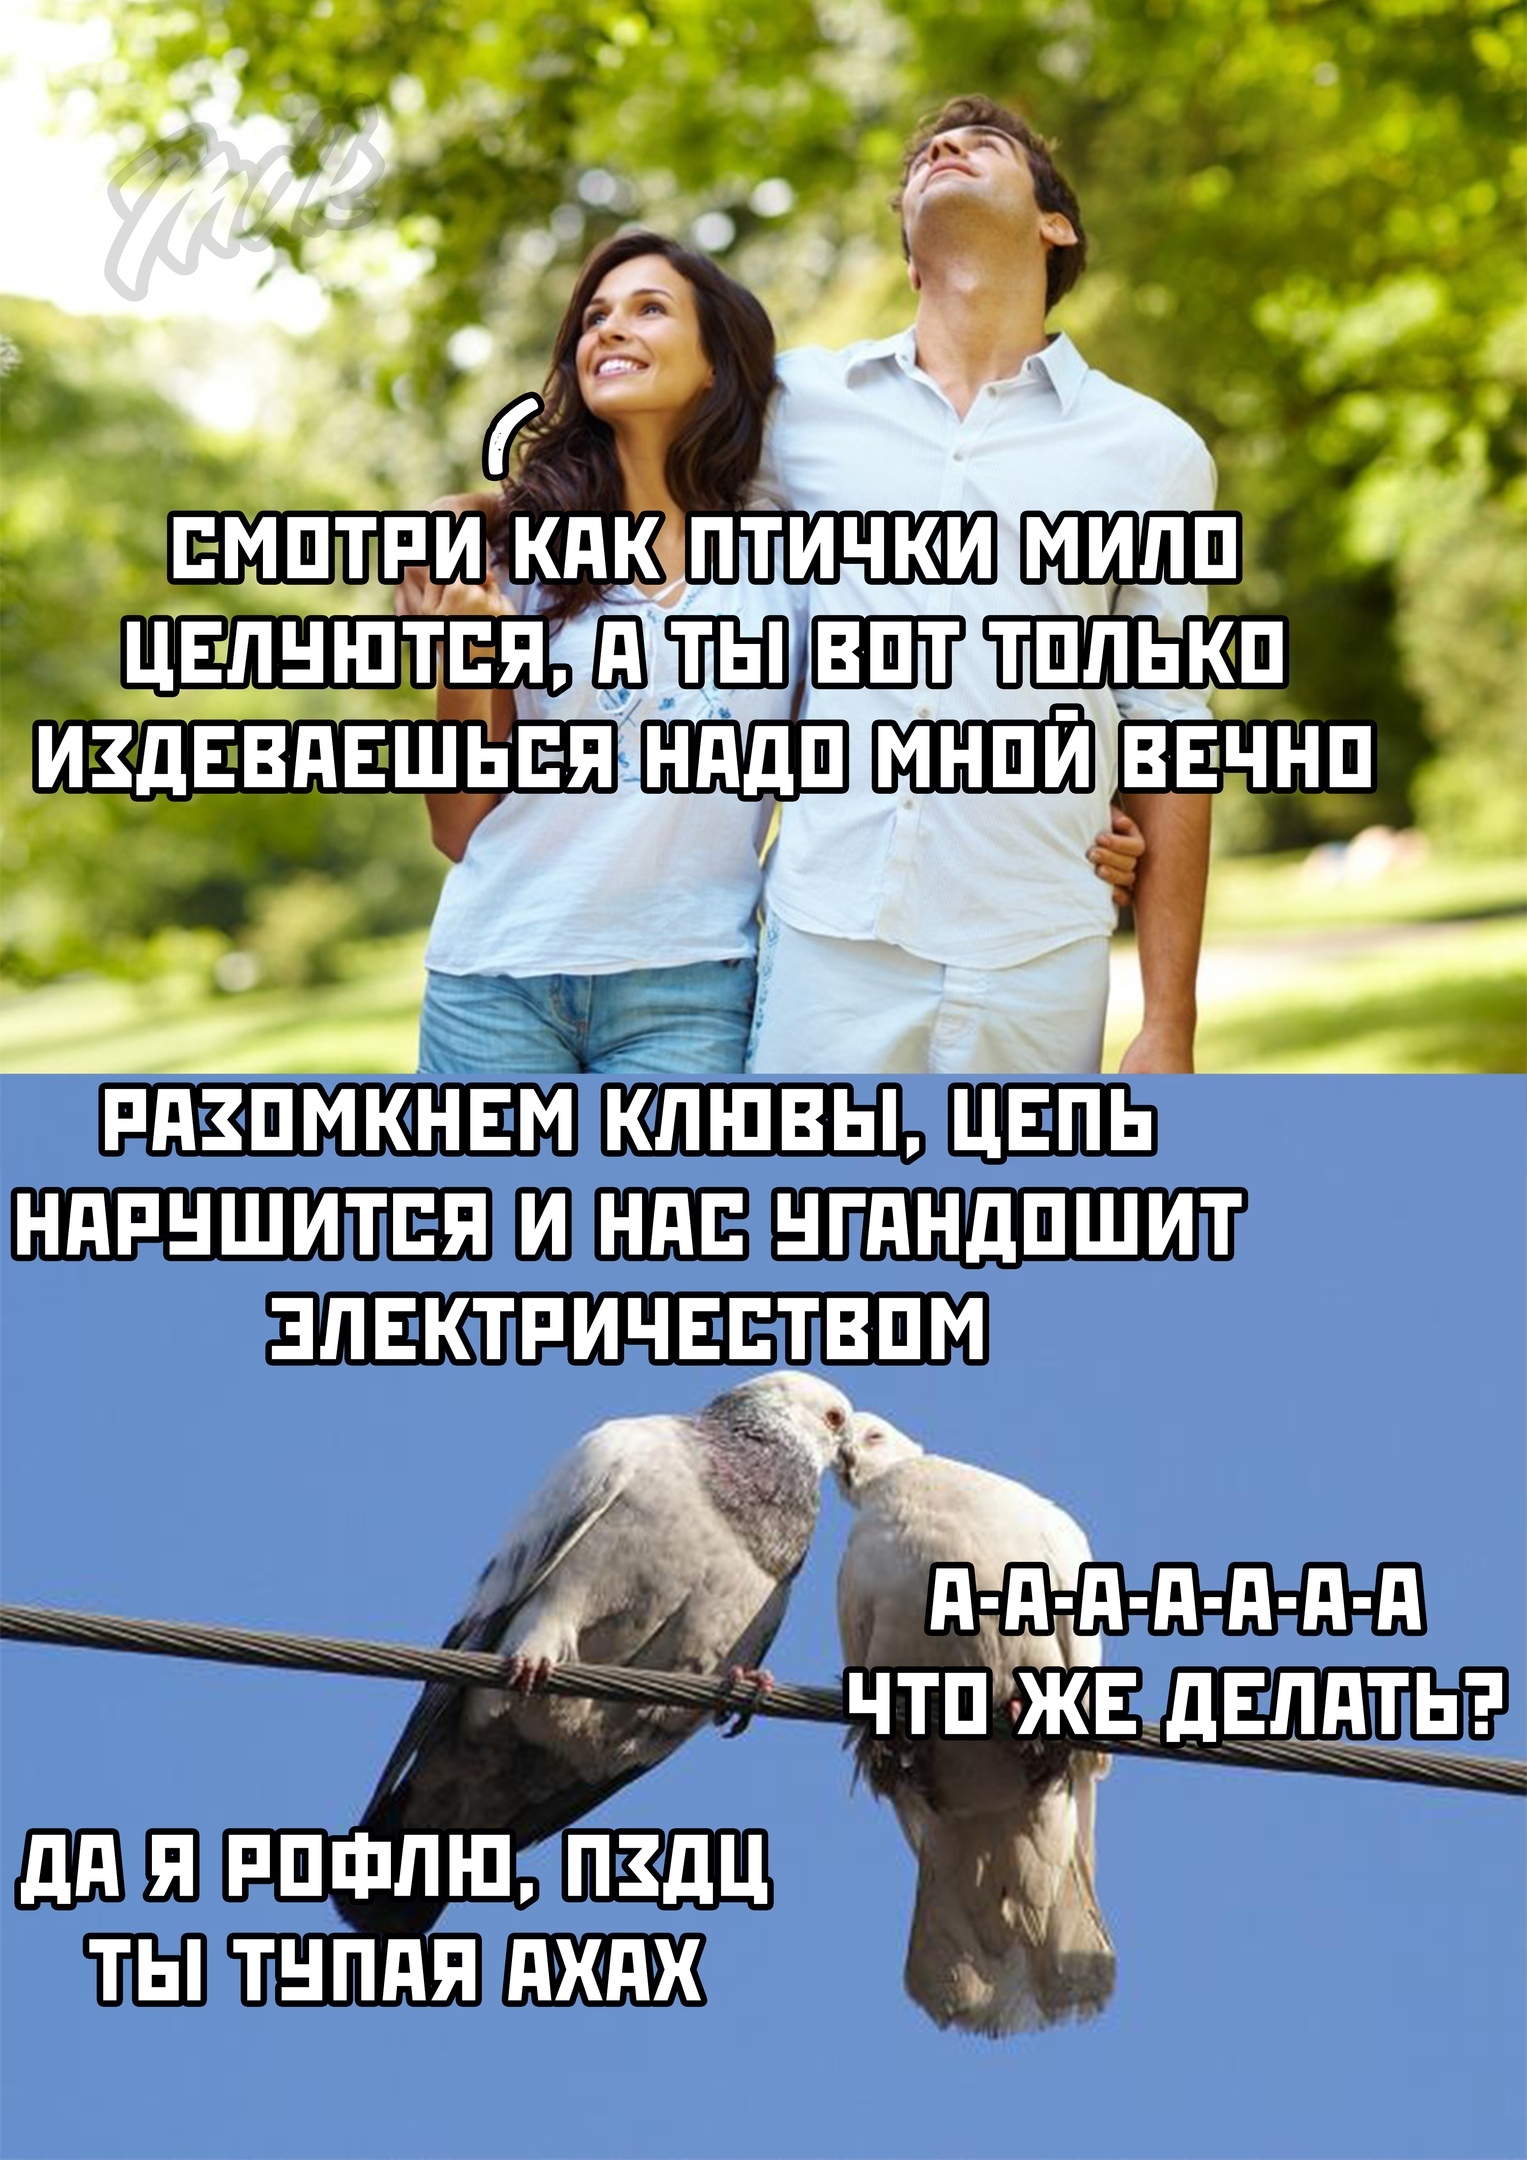 СМОТРИ КАК ПТИЧКИ МИЛО
ЦЕЛУЮТСЯ, А ТЫ ВОТ ТОЛЬКО
ИЗДЕВАЕШЬСЯ НАДО МНОЙ ВЕЧНО
РАЗОМКНЕМ КЛЮВЫ, ЦЕПЬ
НАРУШИТСЯ И НАС УГАНДОШИТ
ЭЛЕКТРИЧЕСТВОМ
А-А-А-А-А-А-А
ЧТО ЖЕ ДЕЛАТЬ?
ДА Я РОФЛЮ, ПЗДЦ
ТЫ ТУПАЯ АХАХ